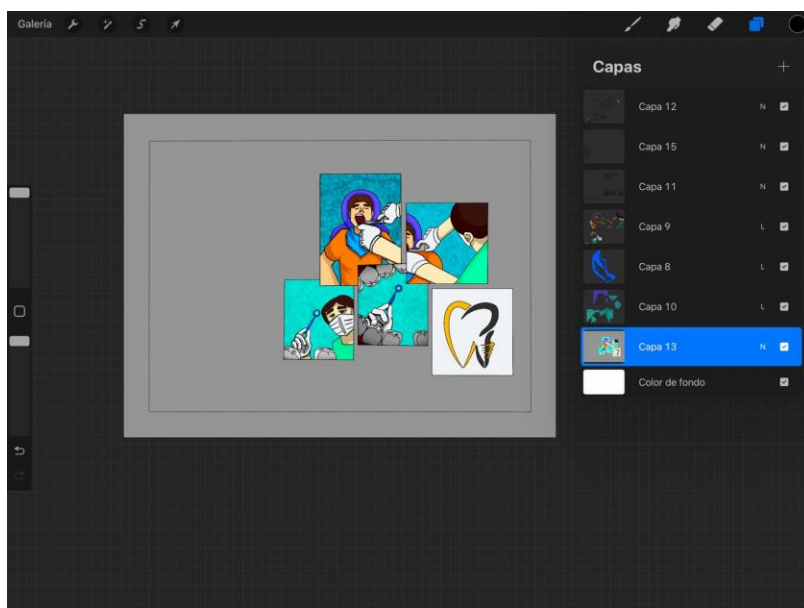 Galería
Capas
Capa 12 N
Capa 15 N
Capa 11 N
Capa 9 L
Capa 8 L
Capa 10 L
Capa 13 N
Color de fondo